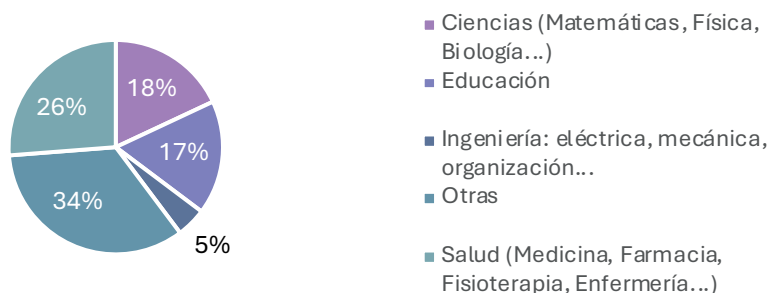 18%
17%
5%
34%
26%
Ciencias (Matemáticas, Física,
Biología...)
Educación
Ingeniería: eléctrica, mecánica,
organización...
Otras
Salud (Medicina, Farmacia,
Fisioterapia, Enfermería...)